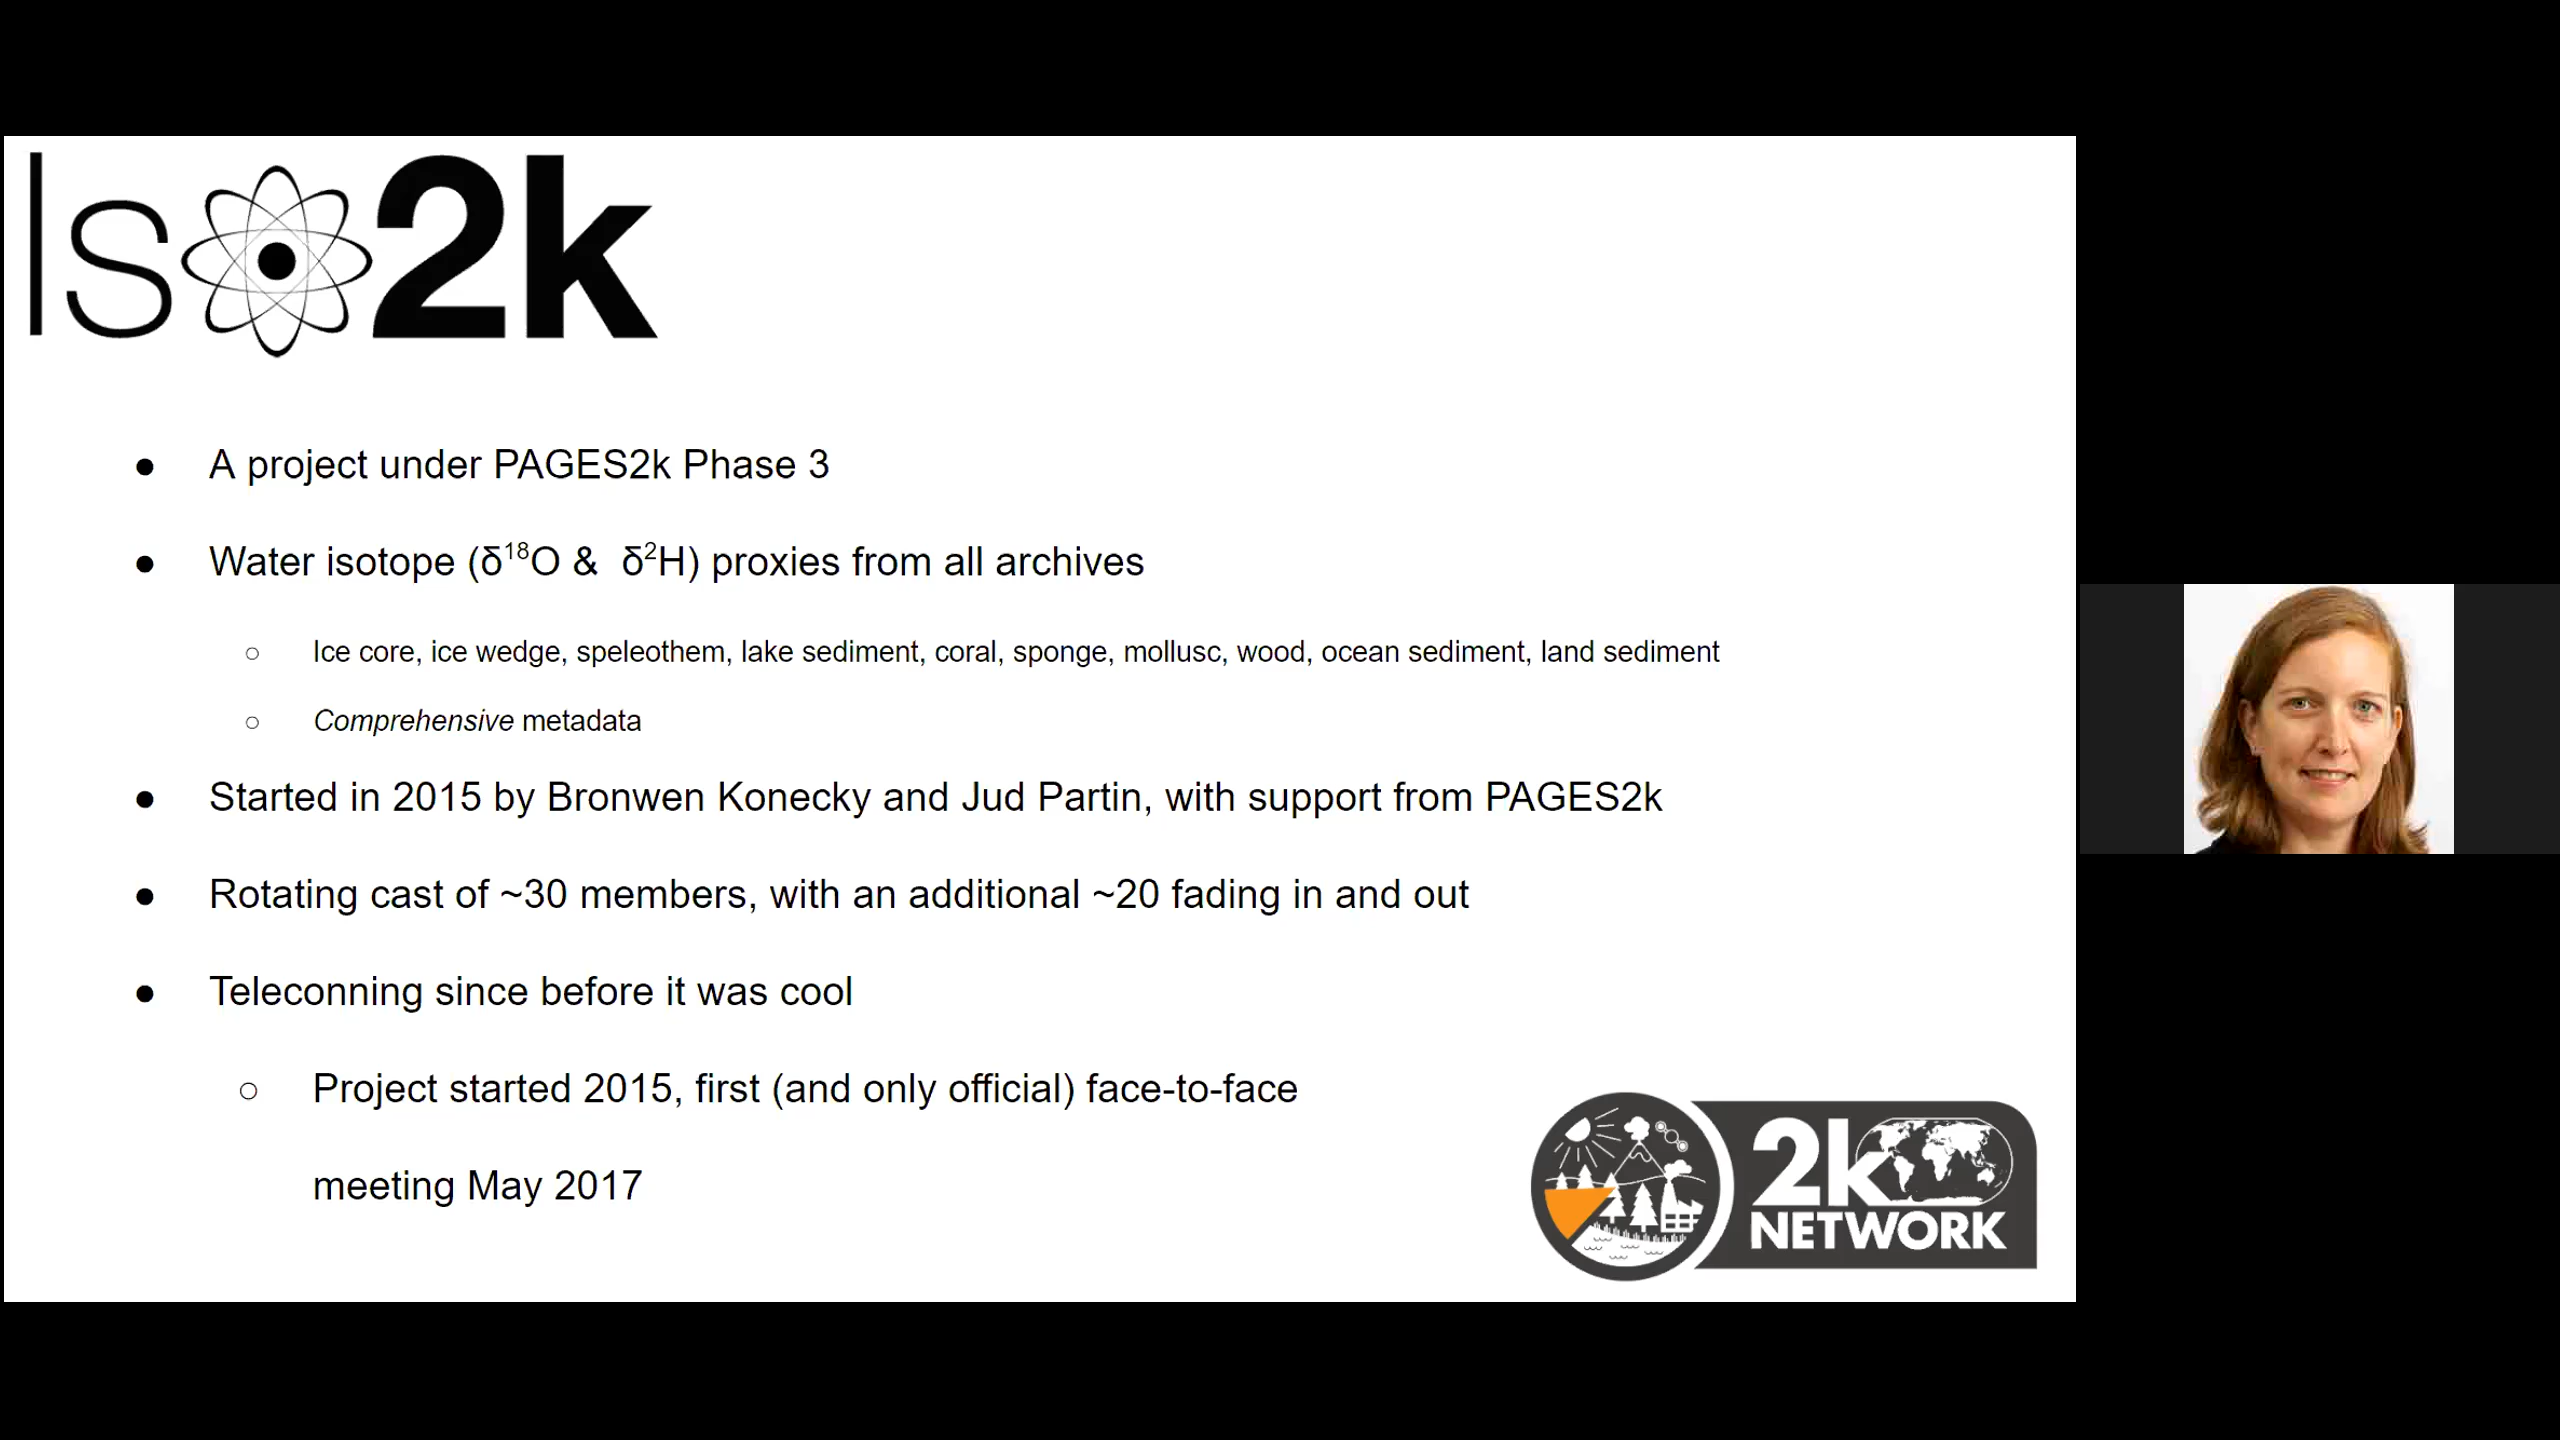 Iso2k
● A project under PAGES2k Phase 3
● Water isotope (δ¹⁸O & δ²H) proxies from all archives
○ Ice core, ice wedge, speleothem, lake sediment, coral, sponge, mollusc, wood, ocean sediment, land sediment
○ Comprehensive metadata
● Started in 2015 by Bronwen Konecky and Jud Partin, with support from PAGES2k
● Rotating cast of ~30 members, with an additional ~20 fading in and out
● Teleconning since before it was cool
○ Project started 2015, first (and only official) face-to-face
meeting May 2017
2k
NETWORK